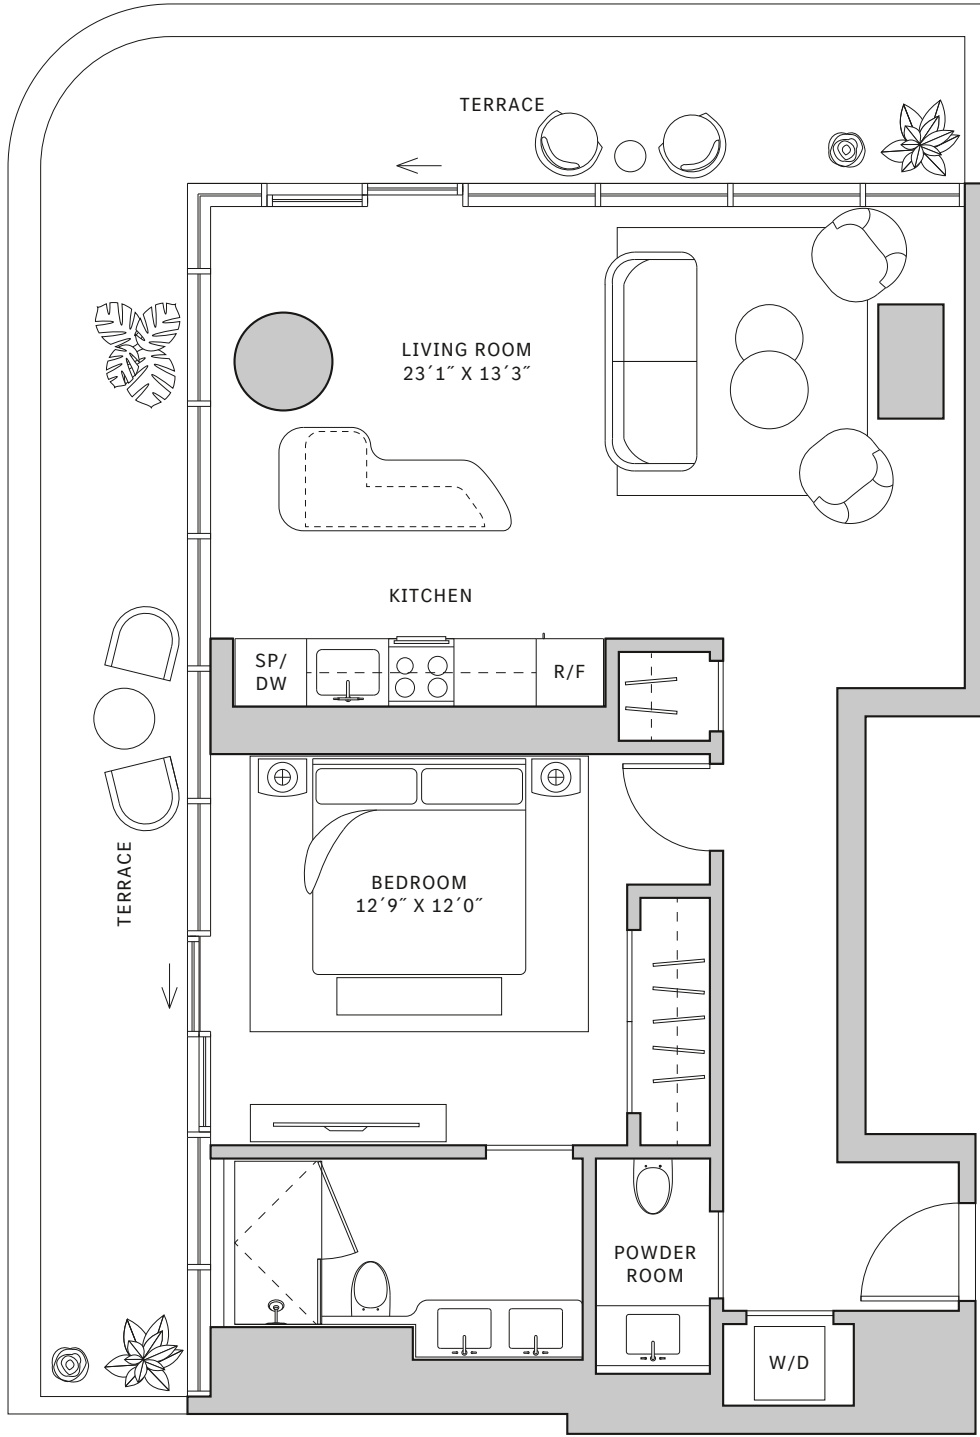 TERRACE
LIVING ROOM
23´1˝ X 13´3˝
KITCHEN
SP/
DW
R/F
TERRACE
BEDROOM
12´9˝ X 12´0˝
POWDER
ROOM
W/D